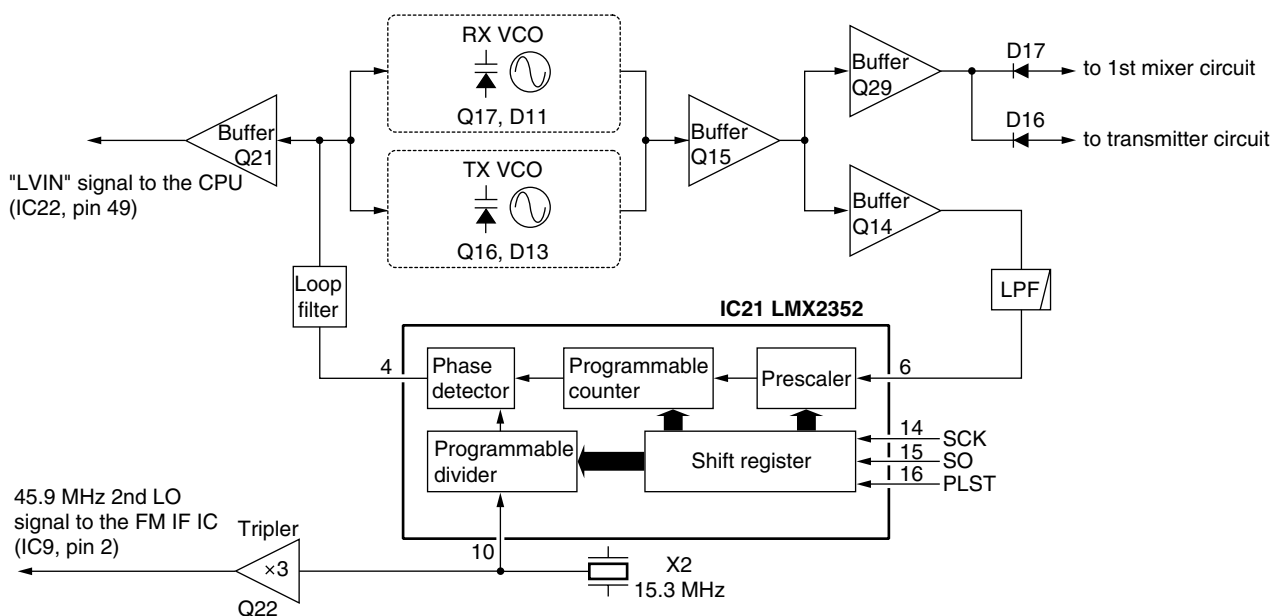 RX VCO
Q17, D11
TX VCO
Q16, D13
Buffer
Q21
"LVIN" signal to the CPU
(IC22, pin 49)
Buffer
Q15
Buffer
Q29
Buffer
Q14
D17
to 1st mixer circuit
D16
to transmitter circuit
Loop
filter
LPF
IC21 LMX2352
4
Phase
detector
Programmable
counter
Prescaler
6
Programmable
divider
Shift register
14
SCK
15
SO
16
PLST
10
X2
15.3 MHz
45.9 MHz 2nd LO
signal to the FM IF IC
(IC9, pin 2)
Tripler
×3
Q22